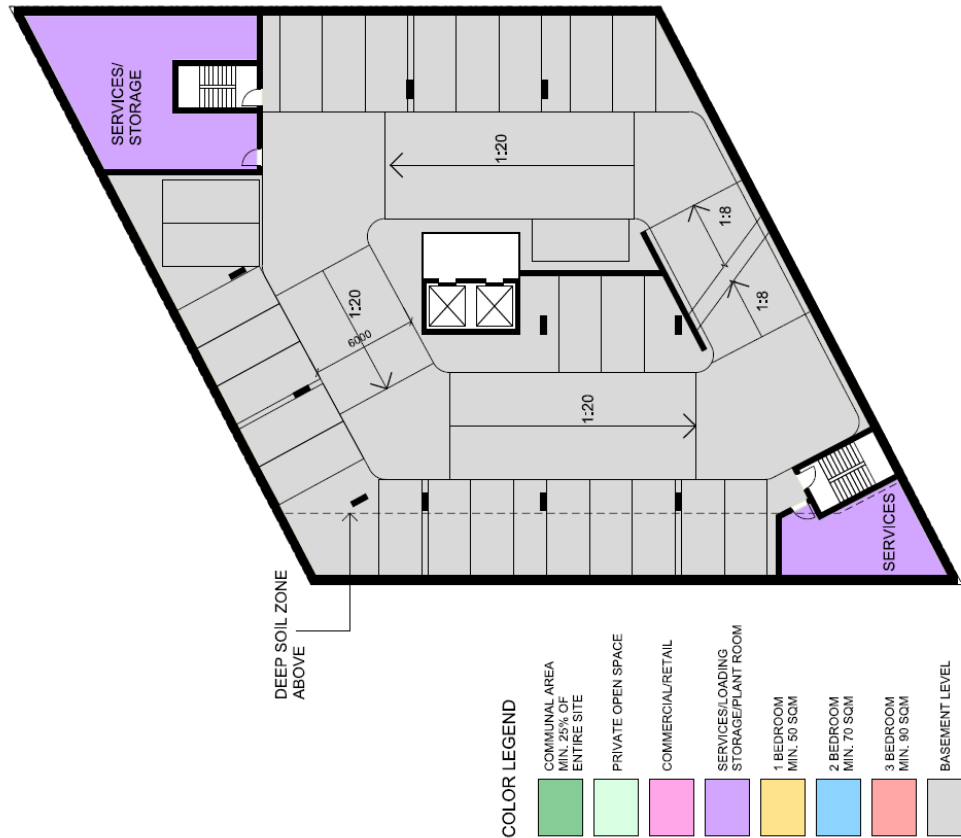 SERVICES/
STORAGE
1:20
1:8
1:8
1:20
6000
1:20
SERVICES
DEEP SOIL ZONE
ABOVE
COLOR LEGEND
COMMUNAL AREA
MIN. 25% OF
ENTIRE SITE
PRIVATE OPEN SPACE
COMMERCIAL/RETAIL
SERVICES/LOADING
STORAGE/PLANT ROOM
1 BEDROOM
MIN. 50 SQM
2 BEDROOM
MIN. 70 SQM
3 BEDROOM
MIN. 90 SQM
BASEMENT LEVEL